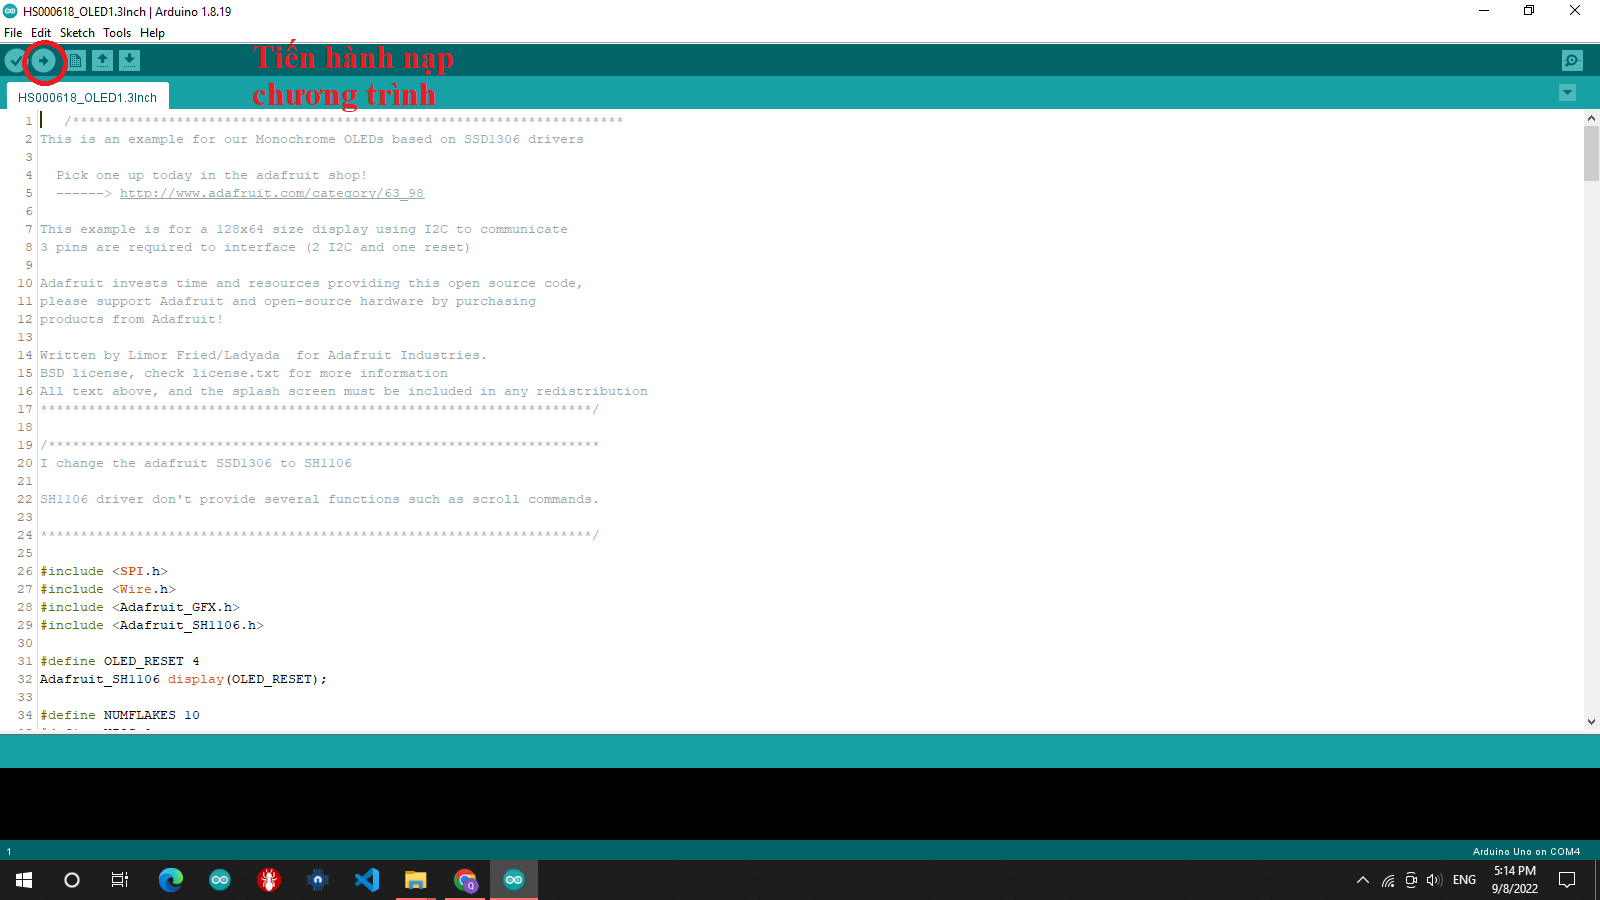 HS000618_OLED1.3Inch | Arduino 1.8.19
File Edit Sketch Tools Help
Tiến hành nạp
chương trình
HS000618_OLED1.3Inch
1 /*********************************************************************
2 This is an example for our Monochrome OLEDs based on SSD1306 drivers
3
4 Pick one up today in the adafruit shop!
5 ------> http://www.adafruit.com/category/63_98
6
7 This example is for a 128x64 size display using I2C to communicate
8 3 pins are required to interface (2 I2C and one reset)
9
10 Adafruit invests time and resources providing this open source code,
11 please support Adafruit and open-source hardware by purchasing
12 products from Adafruit!
13
14 Written by Limor Fried/Ladyada  for Adafruit Industries.
15 BSD license, check license.txt for more information
16 All text above, and the splash screen must be included in any redistribution
17 *********************************************************************/
18
19 /*********************************************************************
20 I change the adafruit SSD1306 to SH1106
21
22 SH1106 driver don't provide several functions such as scroll commands.
23
24 *********************************************************************/
25
26 #include <SPI.h>
27 #include <Wire.h>
28 #include <Adafruit_GFX.h>
29 #include <Adafruit_SH1106.h>
30
31 #define OLED_RESET 4
32 Adafruit_SH1106 display(OLED_RESET);
33
34 #define NUMFLAKES 10
1
Arduino Uno on COM4
ENG
5:14 PM
9/8/2022